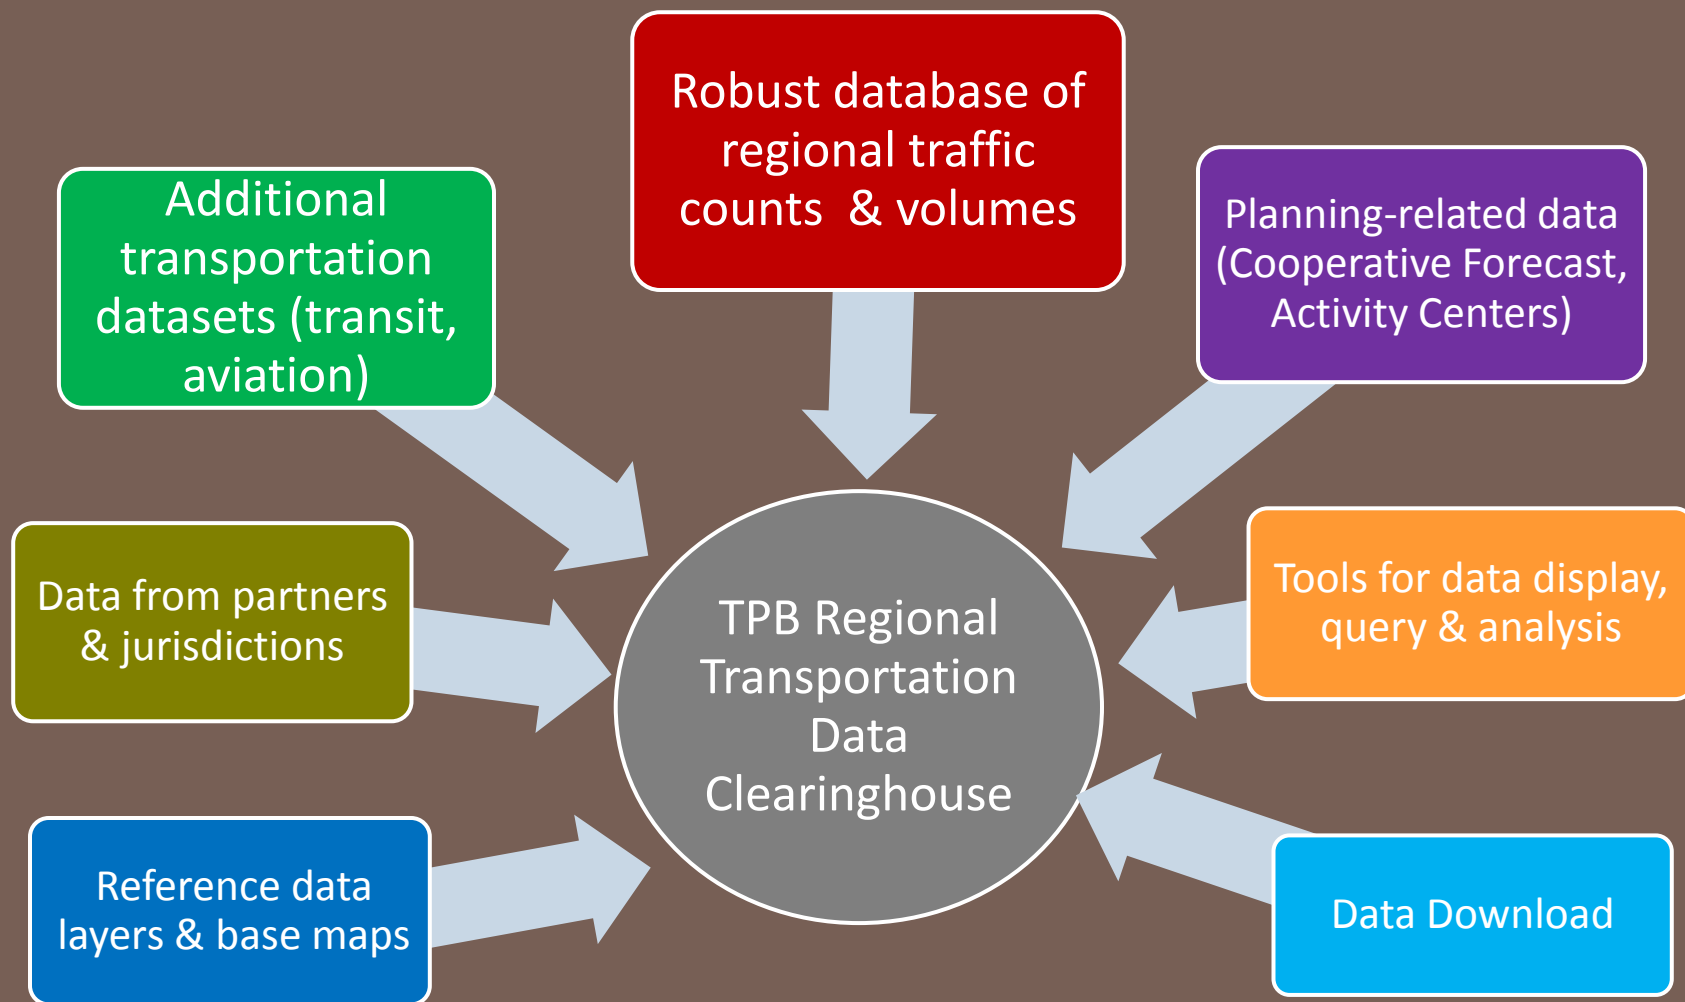 Robust database of
regional traffic
counts  & volumes
Additional
transportation
datasets (transit,
aviation)
Planning-related data
(Cooperative Forecast,
Activity Centers)
Data from partners
& jurisdictions
Tools for data display,
query & analysis
TPB Regional
Transportation
Data
Clearinghouse
Reference data
layers & base maps
Data Download